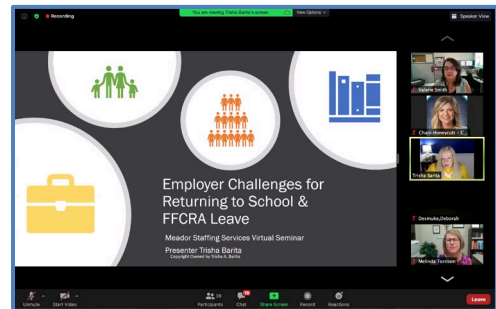 Recording
You are viewing Trisha Barita's screen
View Options
Speaker View
Valerie Smith
Trisha Barita
Employer Challenges for
Returning to School &
FFCRA Leave
Meador Staffing Services Virtual Seminar
Presenter Trisha Barita
Copyright Owned by Trisha A. Barita
Desmuke, Deborah
Unmute
Start Video
Participants
Chat
Share Screen
Record
Reactions
Leave